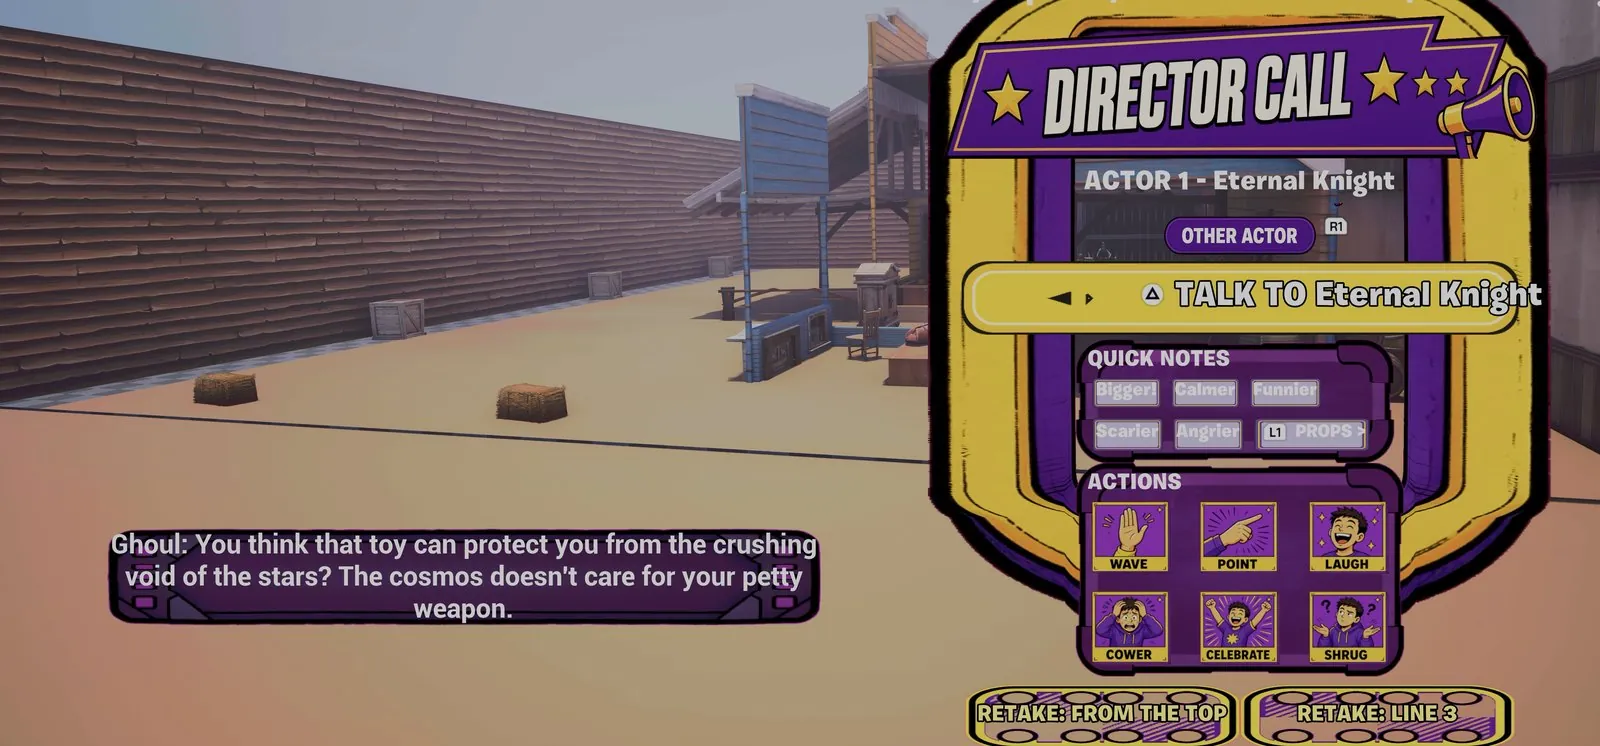 DIRECTOR CALL
ACTOR 1 - Eternal Knight
OTHER ACTOR
R1
TALK TO Eternal Knight
QUICK NOTES
Bigger! Calmer Funnier
Scarier Angrier L1 PROPS >
ACTIONS
WAVE POINT LAUGH
COWER CELEBRATE SHRUG
RETAKE: FROM THE TOP RETAKE: LINE 3
Ghoul: You think that toy can protect you from the crushing
void of the stars? The cosmos doesn't care for your petty
weapon.